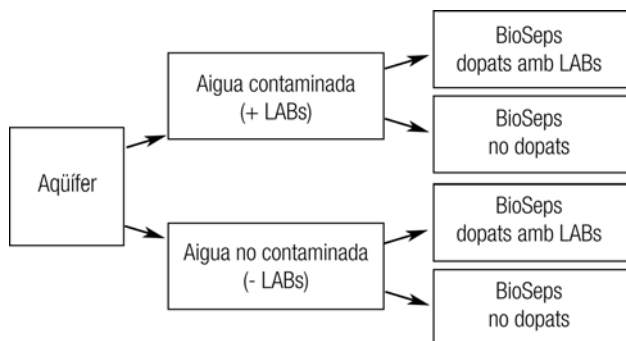 Aqüífer
Aigua contaminada
(+ LABs)
Aigua no contaminada
(- LABs)
BioSeps
dopats amb LABs
BioSeps
no dopats
BioSeps
dopats amb LABs
BioSeps
no dopats